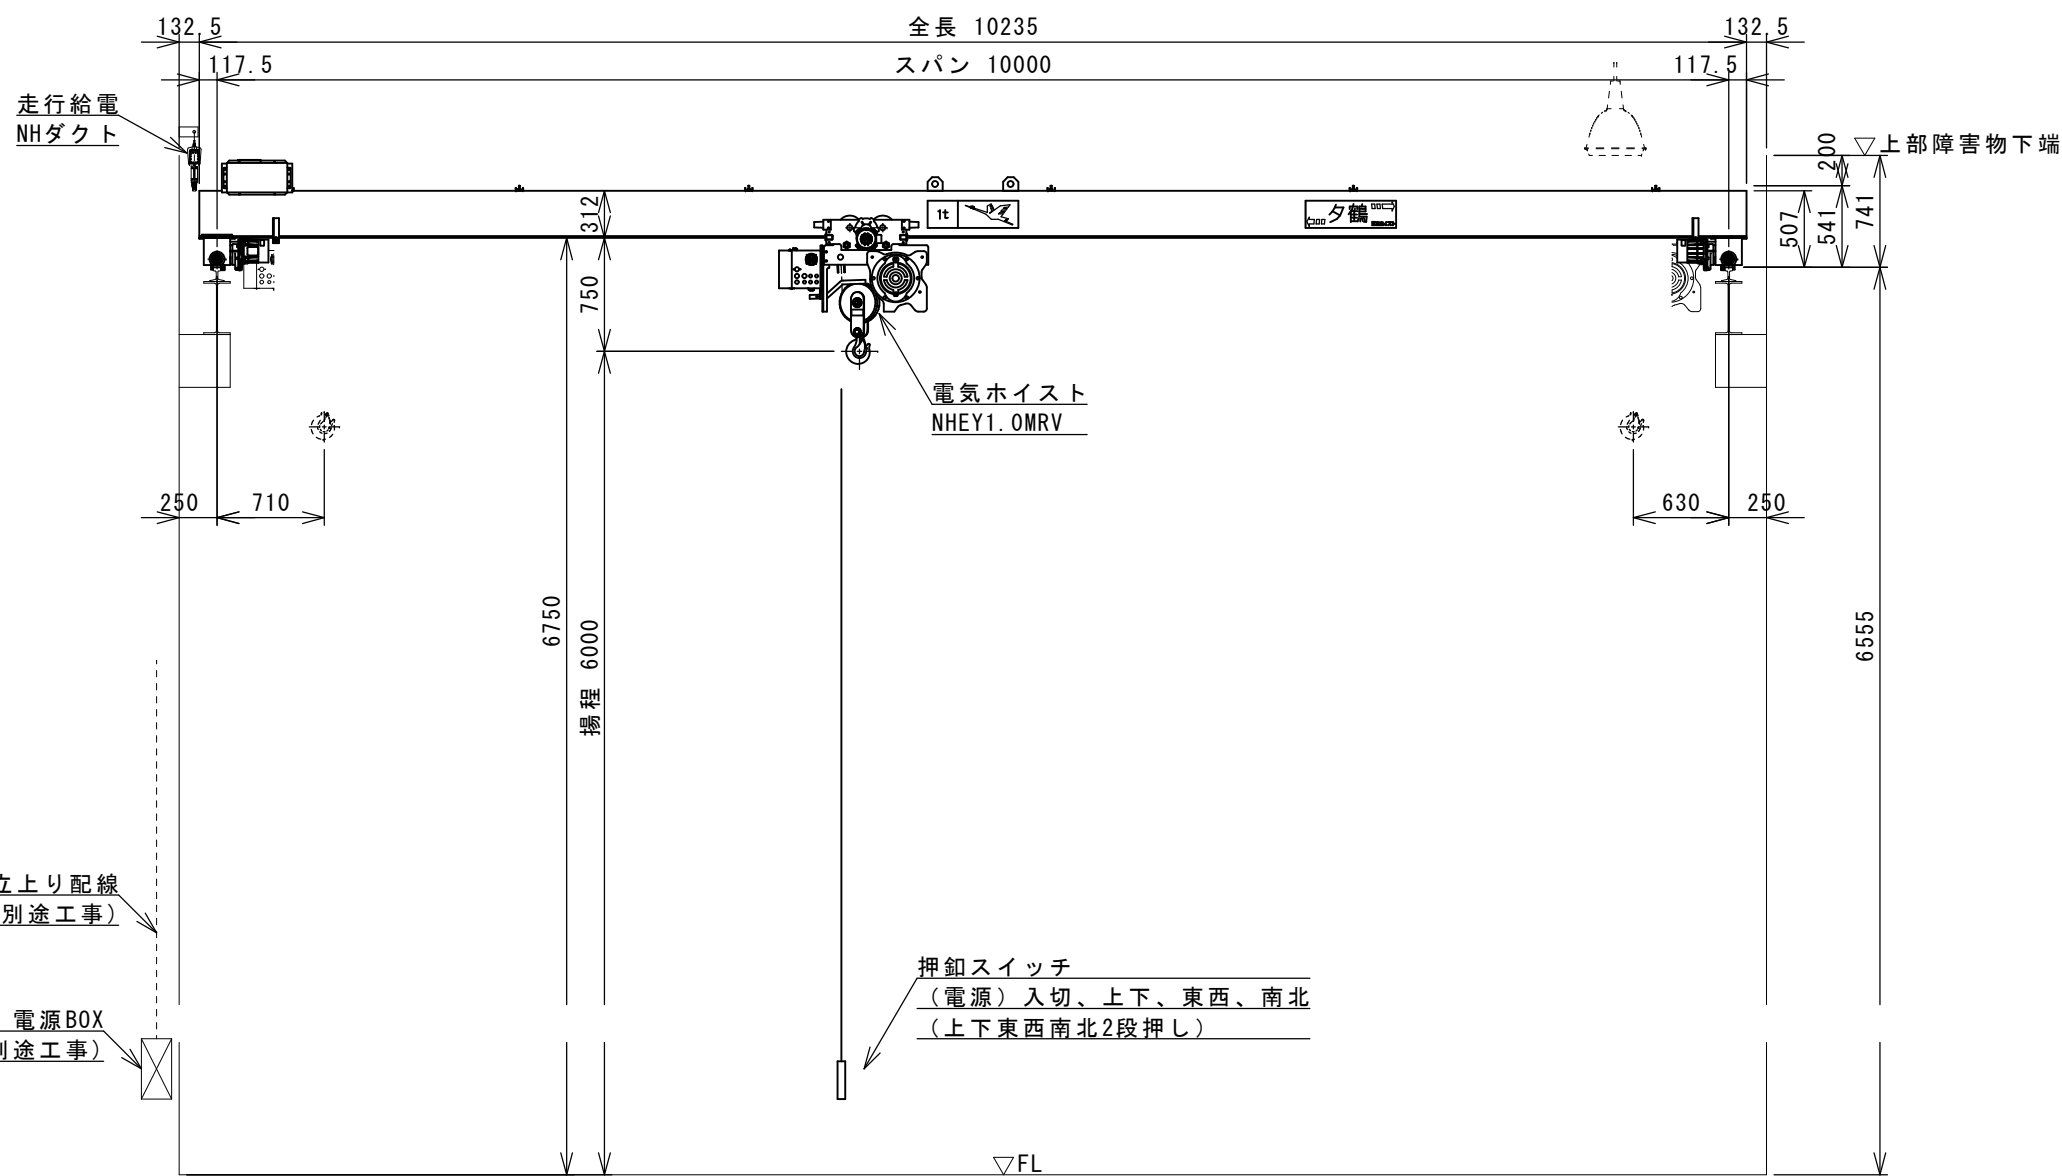 132.5
全長 10235
132.5
117.5
スパン 10000
117.5
走行給電
NHダクト
上部障害物下端
200
312
1t
夕鶴
507
541
741
750
電気ホイスト
NHEY1.0MRV
250
710
630
250
6750
揚程 6000
6555
立上り配線
別途工事)
押釦スイッチ
(電源)入切、上下、東西、南北
(上下東西南北2段押し)
電源BOX
別途工事)
FL